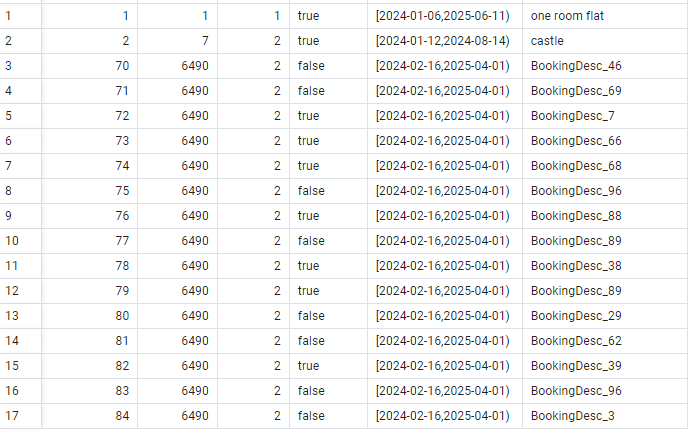 1 1 1 1 true [2024-01-06,2025-06-11) one room flat
2 2 7 2 true [2024-01-12,2024-08-14) castle
3 70 6490 2 false [2024-02-16,2025-04-01) BookingDesc_46
4 71 6490 2 false [2024-02-16,2025-04-01) BookingDesc_69
5 72 6490 2 true [2024-02-16,2025-04-01) BookingDesc_7
6 73 6490 2 true [2024-02-16,2025-04-01) BookingDesc_66
7 74 6490 2 true [2024-02-16,2025-04-01) BookingDesc_68
8 75 6490 2 false [2024-02-16,2025-04-01) BookingDesc_96
9 76 6490 2 true [2024-02-16,2025-04-01) BookingDesc_88
10 77 6490 2 false [2024-02-16,2025-04-01) BookingDesc_89
11 78 6490 2 true [2024-02-16,2025-04-01) BookingDesc_38
12 79 6490 2 true [2024-02-16,2025-04-01) BookingDesc_89
13 80 6490 2 false [2024-02-16,2025-04-01) BookingDesc_29
14 81 6490 2 false [2024-02-16,2025-04-01) BookingDesc_62
15 82 6490 2 true [2024-02-16,2025-04-01) BookingDesc_39
16 83 6490 2 false [2024-02-16,2025-04-01) BookingDesc_96
17 84 6490 2 false [2024-02-16,2025-04-01) BookingDesc_3